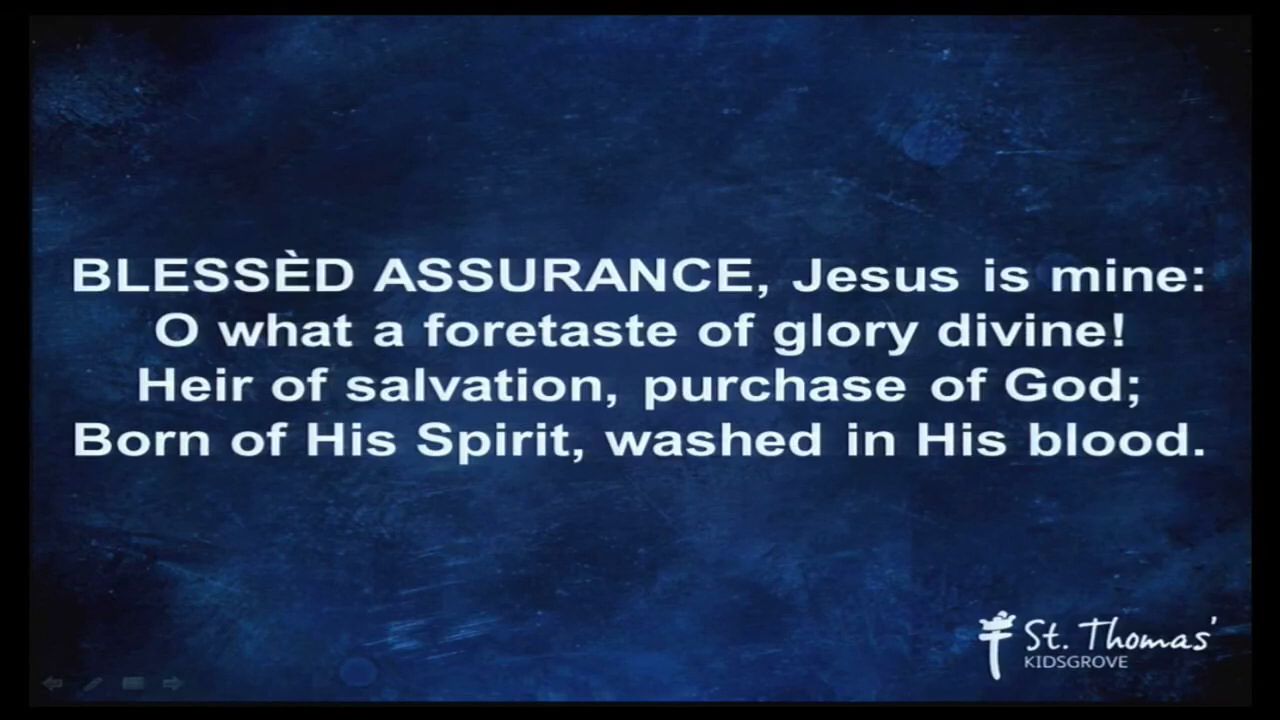 BLESSÈD ASSURANCE, Jesus is mine:
O what a foretaste of glory divine!
Heir of salvation, purchase of God;
Born of His Spirit, washed in His blood.
St. Thomas'
KIDSGROVE